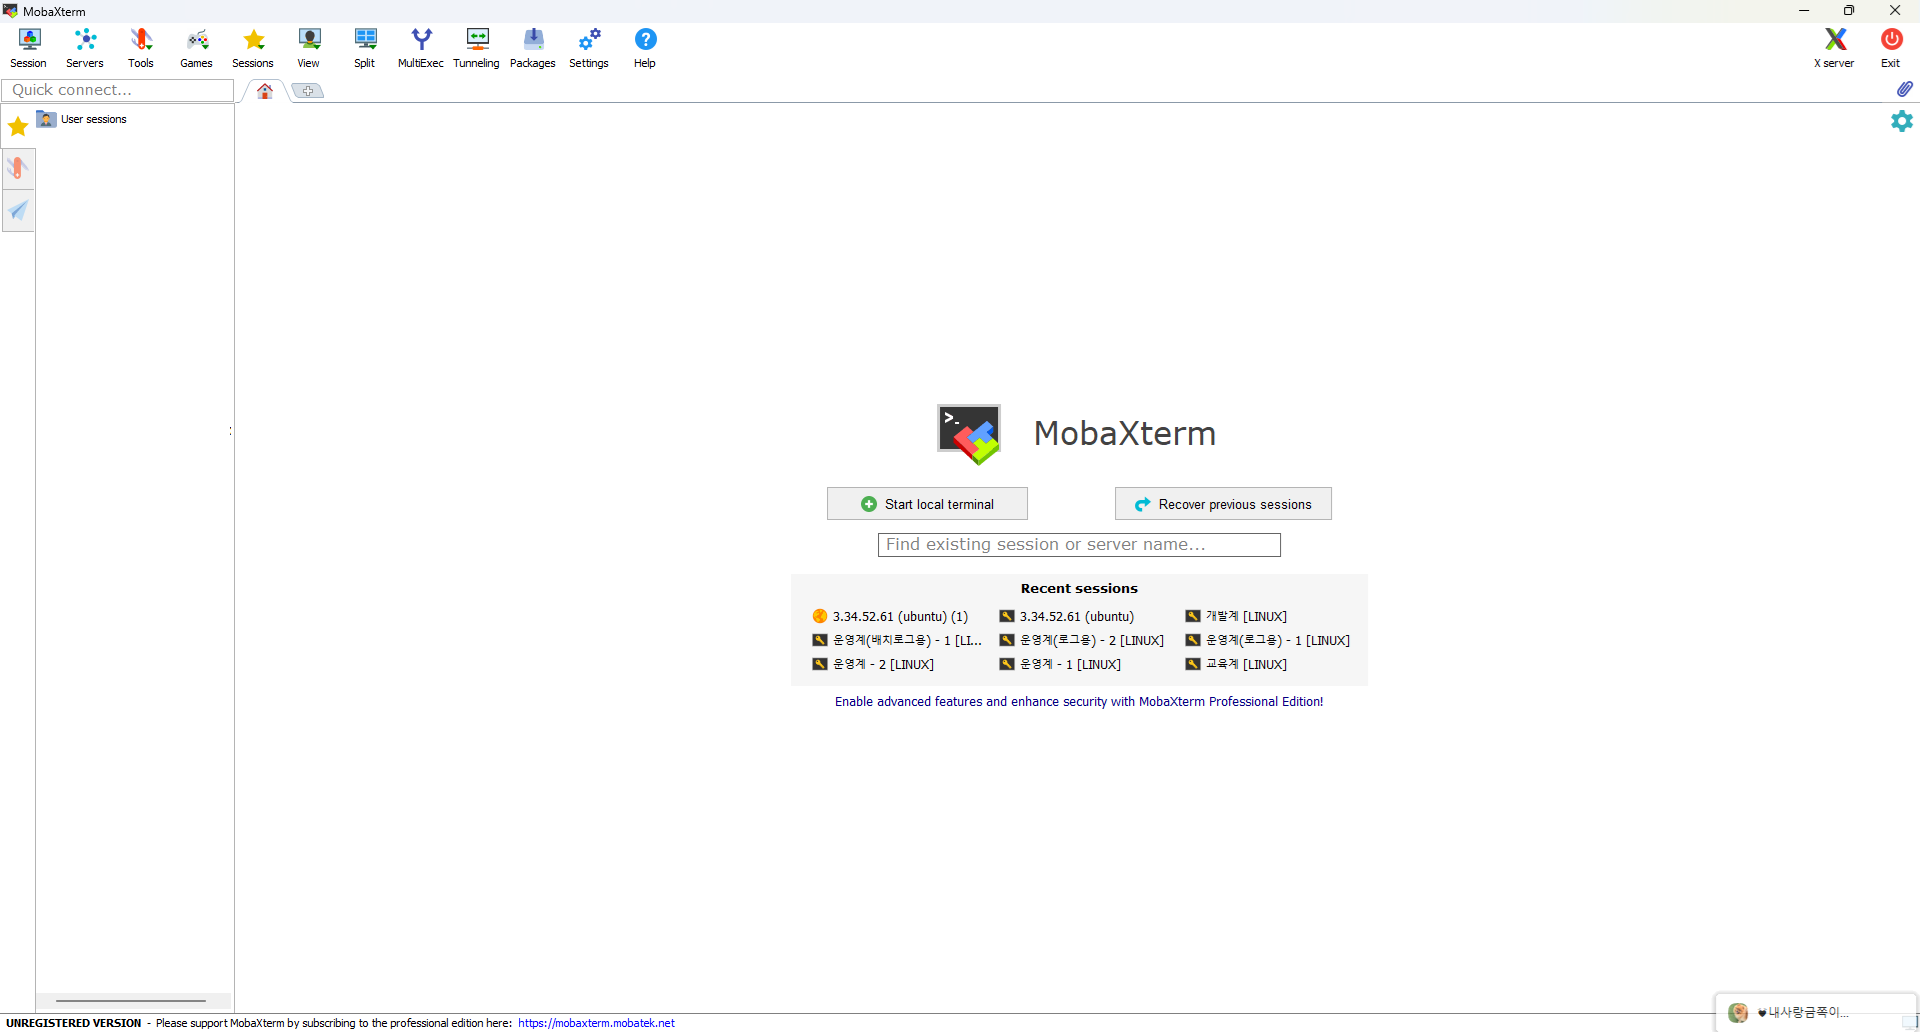 MobaXterm
Session Servers Tools Games Sessions View Split MultiExec Tunneling Packages Settings Help X server Exit
Quick connect...
User sessions
MobaXterm
Start local terminal Recover previous sessions
Find existing session or server name...
Recent sessions
3.34.52.61 (ubuntu) (1) 3.34.52.61 (ubuntu) 개발계 [LINUX]
운영계(배치로그용) - 1 [LI... 운영계(로그용) - 2 [LINUX] 운영계(로그용) - 1 [LINUX]
운영계 - 2 [LINUX] 운영계 - 1 [LINUX] 교육계 [LINUX]
Enable advanced features and enhance security with MobaXterm Professional Edition!
♥내사랑금쪽이...
UNREGISTERED VERSION - Please support MobaXterm by subscribing to the professional edition here: https://mobaxterm.mobatek.net